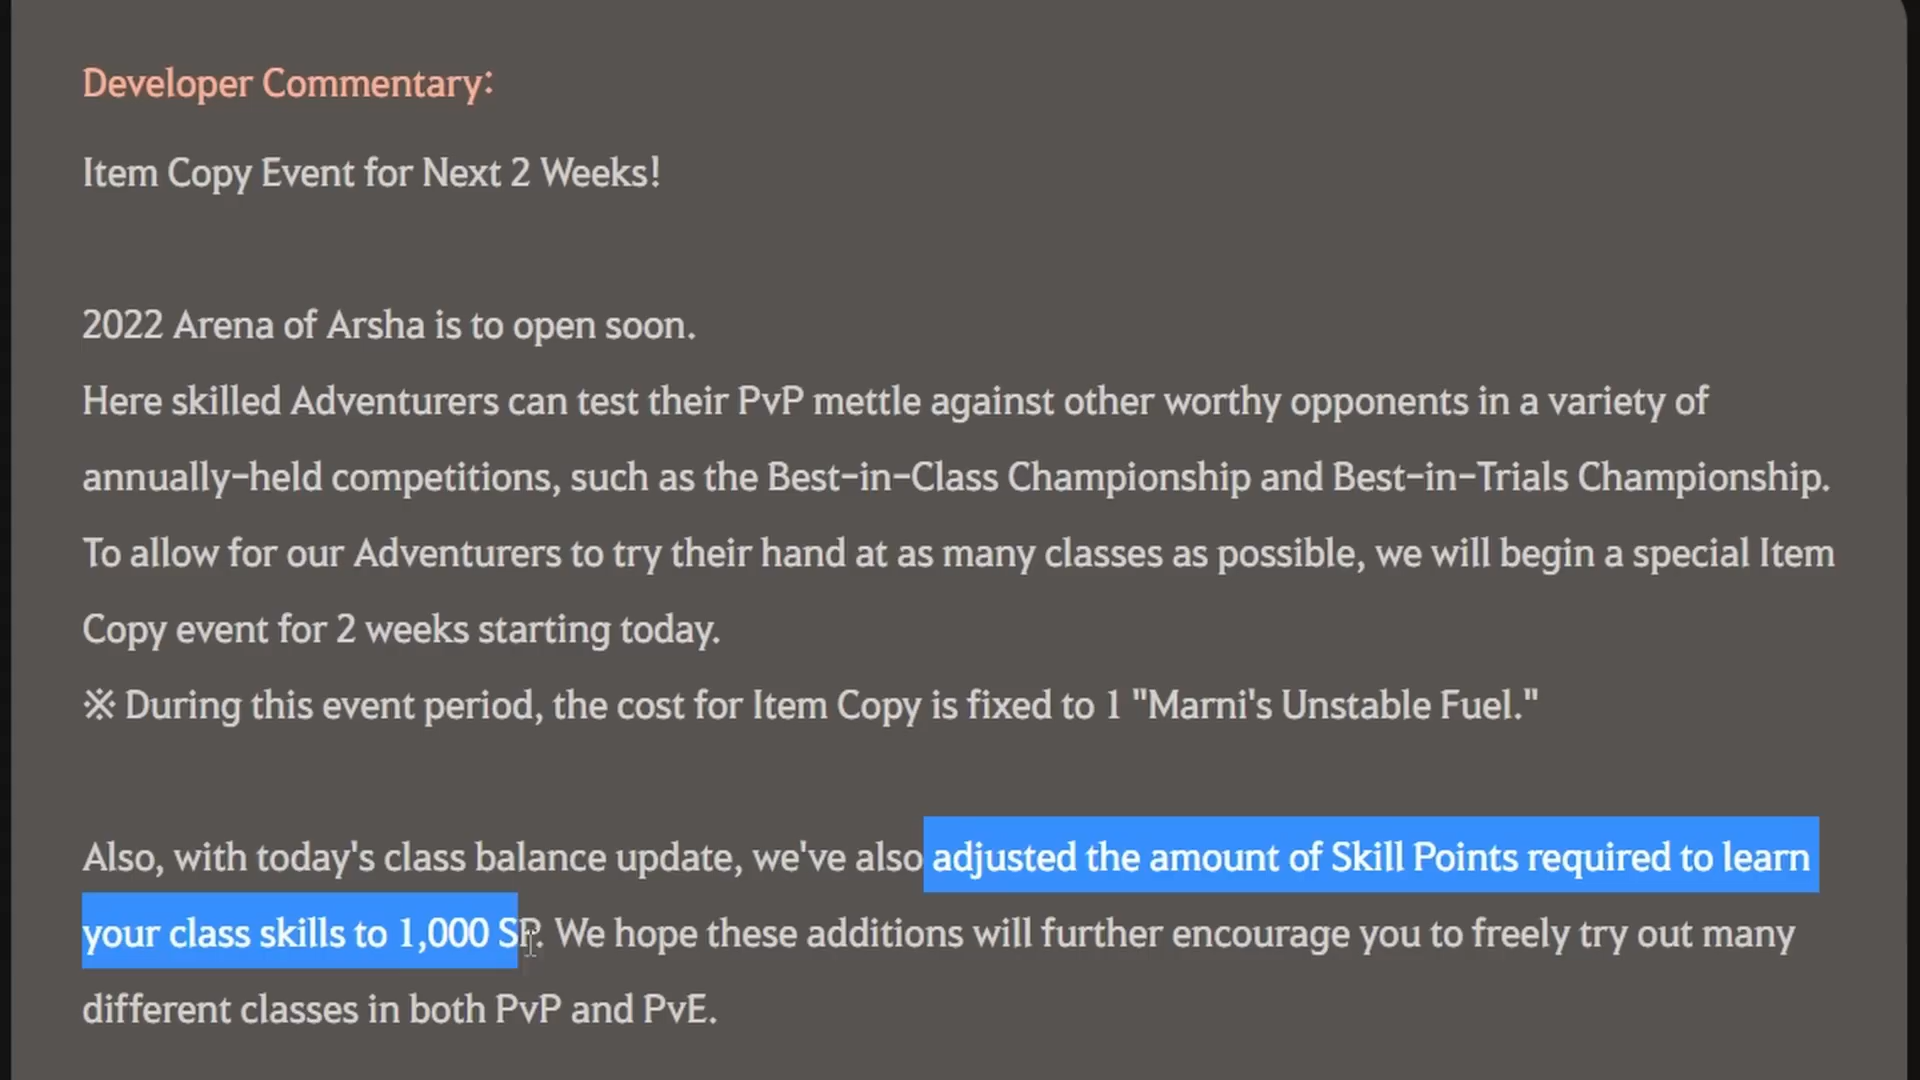 Developer Commentary:
Item Copy Event for Next 2 Weeks!
2022 Arena of Arsha is to open soon.
Here skilled Adventurers can test their PvP mettle against other worthy opponents in a variety of
annually-held competitions, such as the Best-in-Class Championship and Best-in-Trials Championship.
To allow for our Adventurers to try their hand at as many classes as possible, we will begin a special Item
Copy event for 2 weeks starting today.
※ During this event period, the cost for Item Copy is fixed to 1 "Marni's Unstable Fuel."
Also, with today's class balance update, we've also adjusted the amount of Skill Points required to learn
your class skills to 1,000 SP. We hope these additions will further encourage you to freely try out many
different classes in both PvP and PvE.